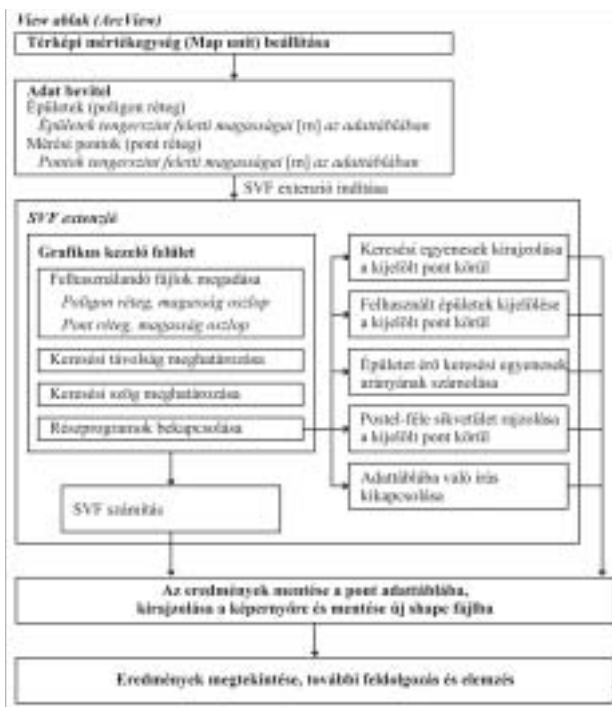 View ablak (ArcView)
Térképi mértékegység (Map unit) beállítása
Adat bevitel
Épületek (poligon réteg)
Épületek tengerszint feletti magasságai [m] az adattáblában
Mérési pontok (pont réteg)
Pontok tengerszint feletti magasságai [m] az adattáblában
SVF extenzió indítása
SVF extenzió
Grafikus kezelő felület
Felhasználandó fájlok megadása
Poligon réteg, magasság oszlop
Pont réteg, magasság oszlop
Keresési távolság meghatározása
Keresési szög meghatározása
Részprogramok bekapcsolása
SVF számítás
Keresési egyenesek kirajzolása
a kijelölt pont körül
Felhasznált épületek kijelölése
a kijelölt pont körül
Épületet érő keresési egyenesek
arányának számolása
Postel-féle síkvetület rajzolása
a kijelölt pont körül
Adattáblába való írás
kikapcsolása
Az eredmények mentése a pont adattáblába,
kirajzolása a képernyőre és mentése új shape fájlba
Eredmények megtekintése, további feldolgozás és elemzés